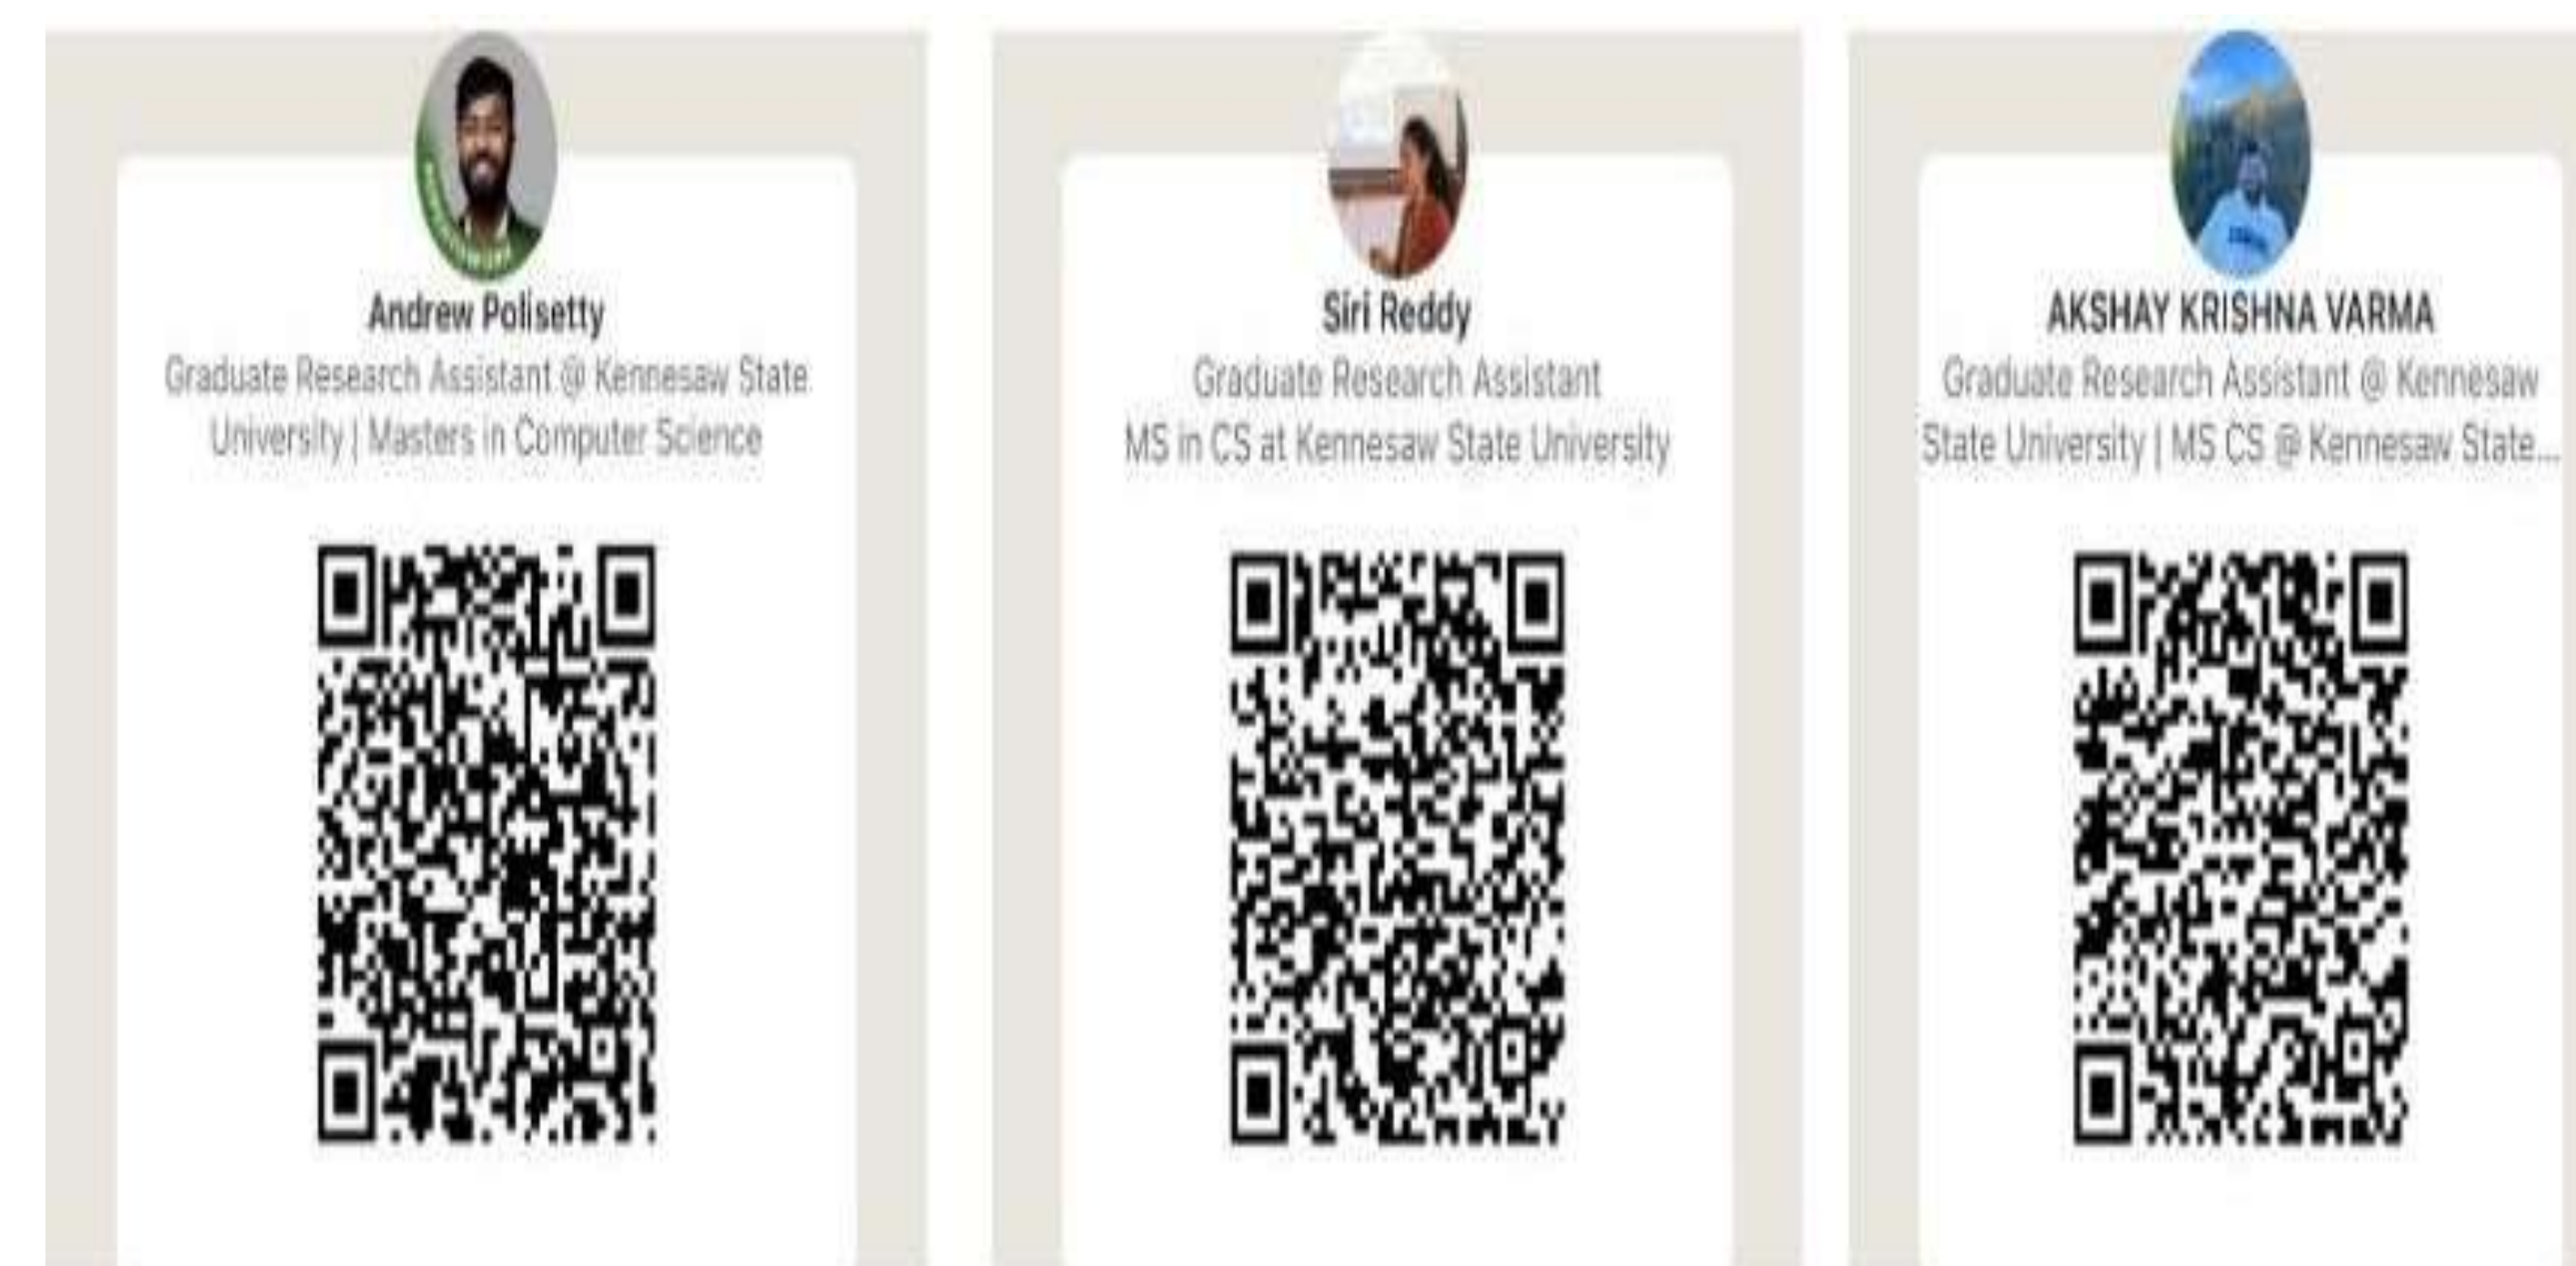 Andrew Polisetty
Graduate Research Assistant @ Kennesaw State
University | Masters in Computer Science
Siri Reddy
Graduate Research Assistant
MS in CS at Kennesaw State University
AKSHAY KRISHNA VARMA
Graduate Research Assistant @ Kennesaw
State University | MS CS @ Kennesaw State...